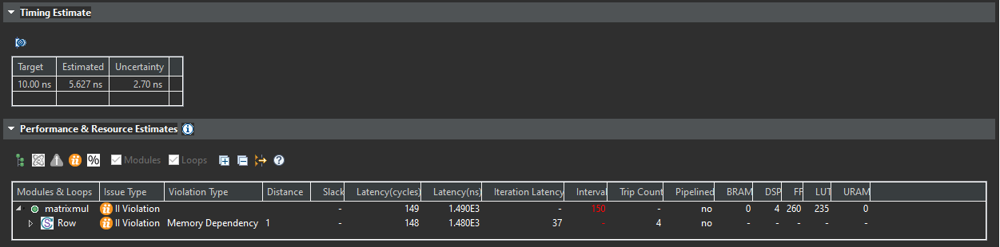 Timing Estimate
Target Estimated Uncertainty
10.00 ns 5.627 ns 2.70 ns
Performance & Resource Estimates
% Modules Loops
Modules & Loops Issue Type Violation Type Distance Slack Latency(cycles) Latency(ns) Iteration Latency Interval Trip Count Pipelined BRAM DSP FF LUT URAM
matrixmul II Violation - 149 1.490E3 - 150 - no 0 4 260 235 0
Row II Violation Memory Dependency 1 - 148 1.480E3 37 - 4 no - - - - -